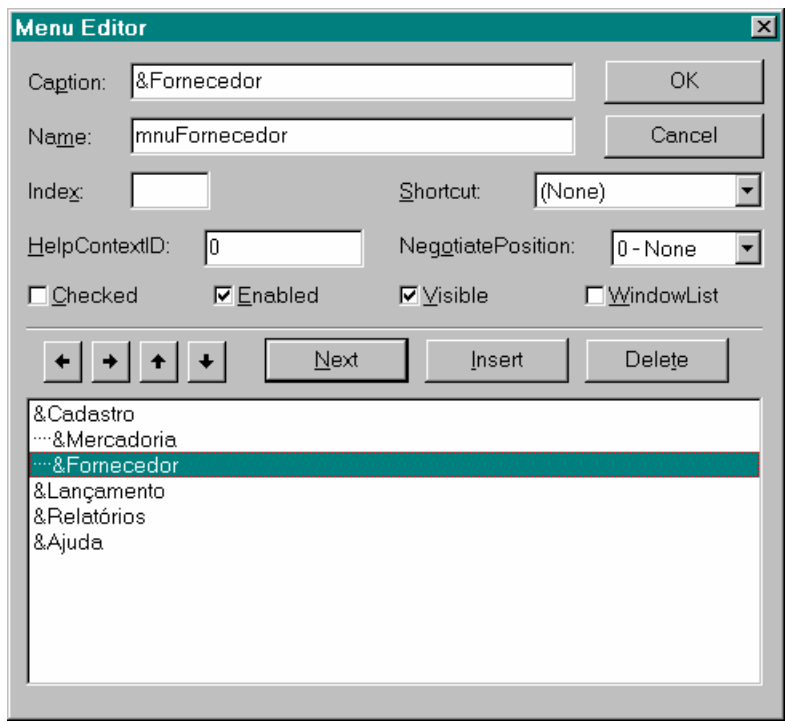 Menu Editor
Caption: &Fornecedor OK
Name: mnuFornecedor Cancel
Index: Shortcut: (None)
HelpContextID: 0 NegotiatePosition: 0 - None
Checked Enabled Visible WindowList
Next Insert Delete
&Cadastro
····&Mercadoria
····&Fornecedor
&Lançamento
&Relatórios
&Ajuda